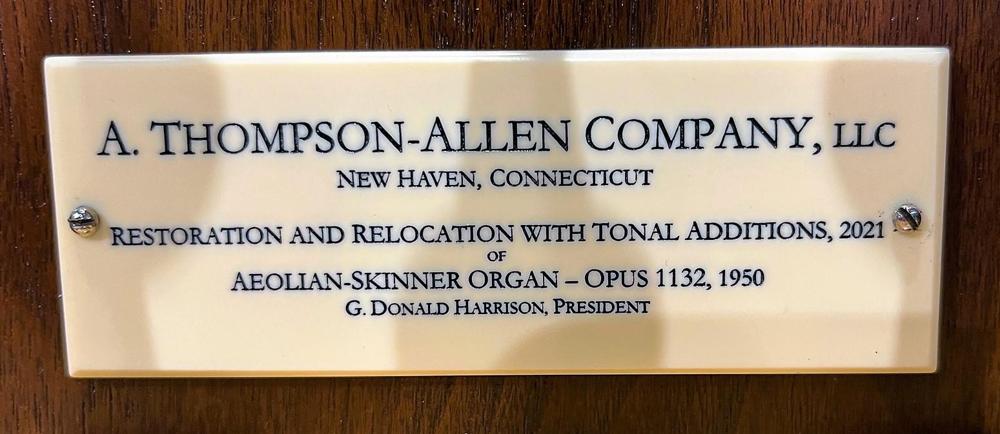 A. THOMPSON-ALLEN COMPANY, LLC
NEW HAVEN, CONNECTICUT
RESTORATION AND RELOCATION WITH TONAL ADDITIONS, 2021
OF
AEOLIAN-SKINNER ORGAN – OPUS 1132, 1950
G. DONALD HARRISON, PRESIDENT